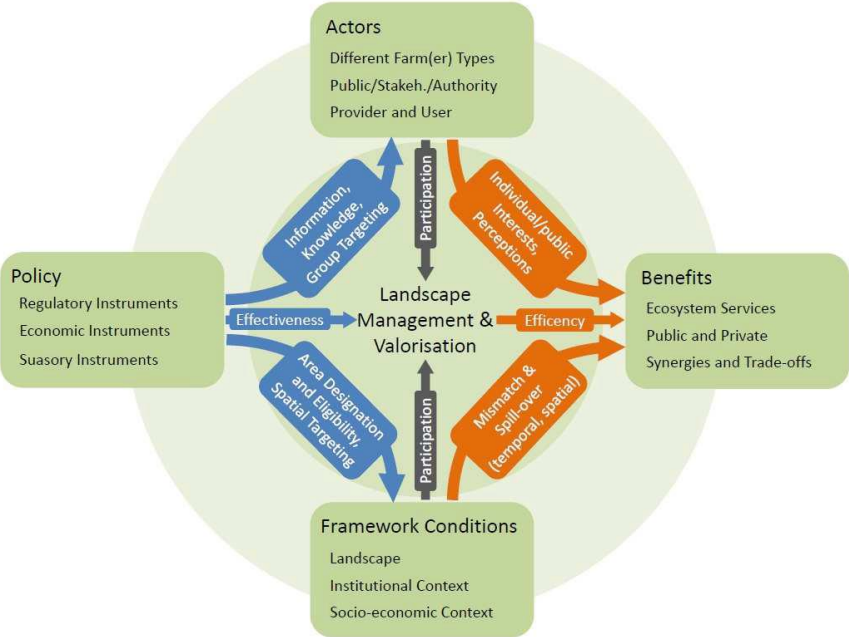 Actors
Different Farm(er) Types
Public/Stakeh./Authority
Provider and User
Information,
Knowledge,
Group Targeting
Participation
Individual/public
Interests,
Perceptions
Policy
Regulatory Instruments
Economic Instruments
Suasory Instruments
Effectiveness
Landscape
Management &
Valorisation
Efficency
Benefits
Ecosystem Services
Public and Private
Synergies and Trade-offs
Area Designation
and Eligibility,
Spatial Targeting
Participation
Mismatch &
Spill-over
(temporal, spatial)
Framework Conditions
Landscape
Institutional Context
Socio-economic Context